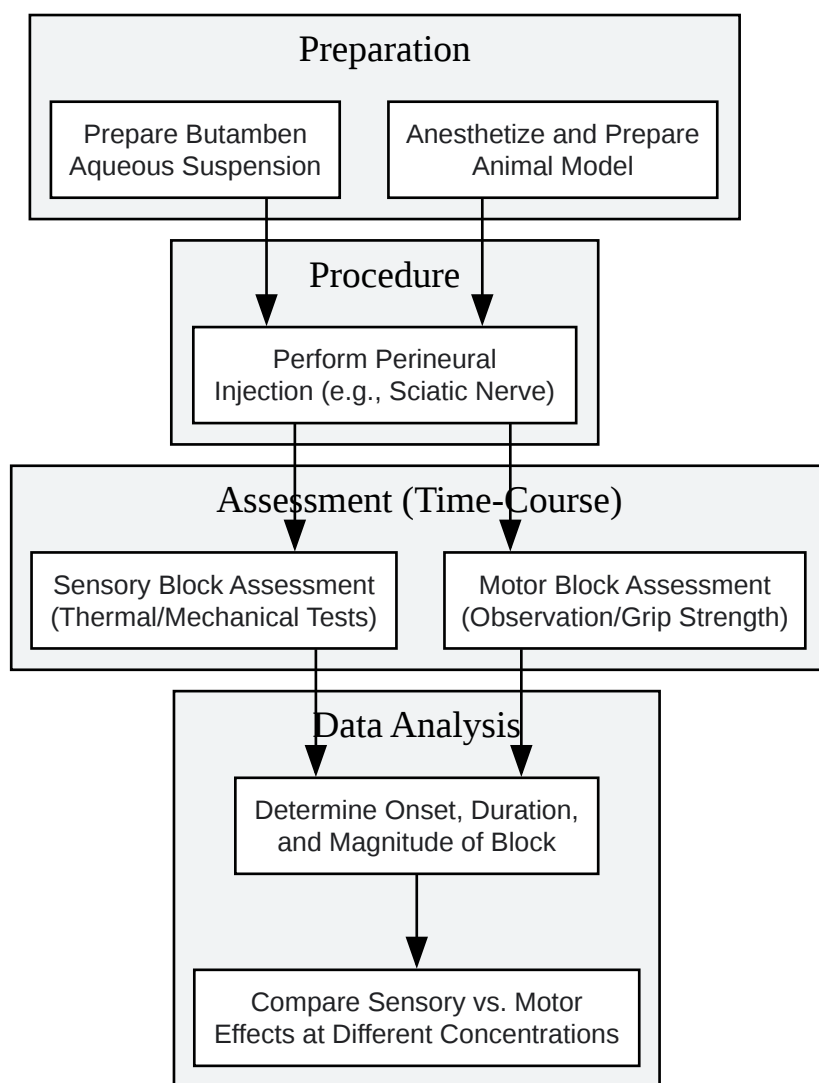 Preparation
Prepare Butamben
Aqueous Suspension
Anesthetize and Prepare
Animal Model
Procedure
Perform Perineural
Injection (e.g., Sciatic Nerve)
Assessment (Time-Course)
Sensory Block Assessment
(Thermal/Mechanical Tests)
Motor Block Assessment
(Observation/Grip Strength)
Data Analysis
Determine Onset, Duration,
and Magnitude of Block
Compare Sensory vs. Motor
Effects at Different Concentrations